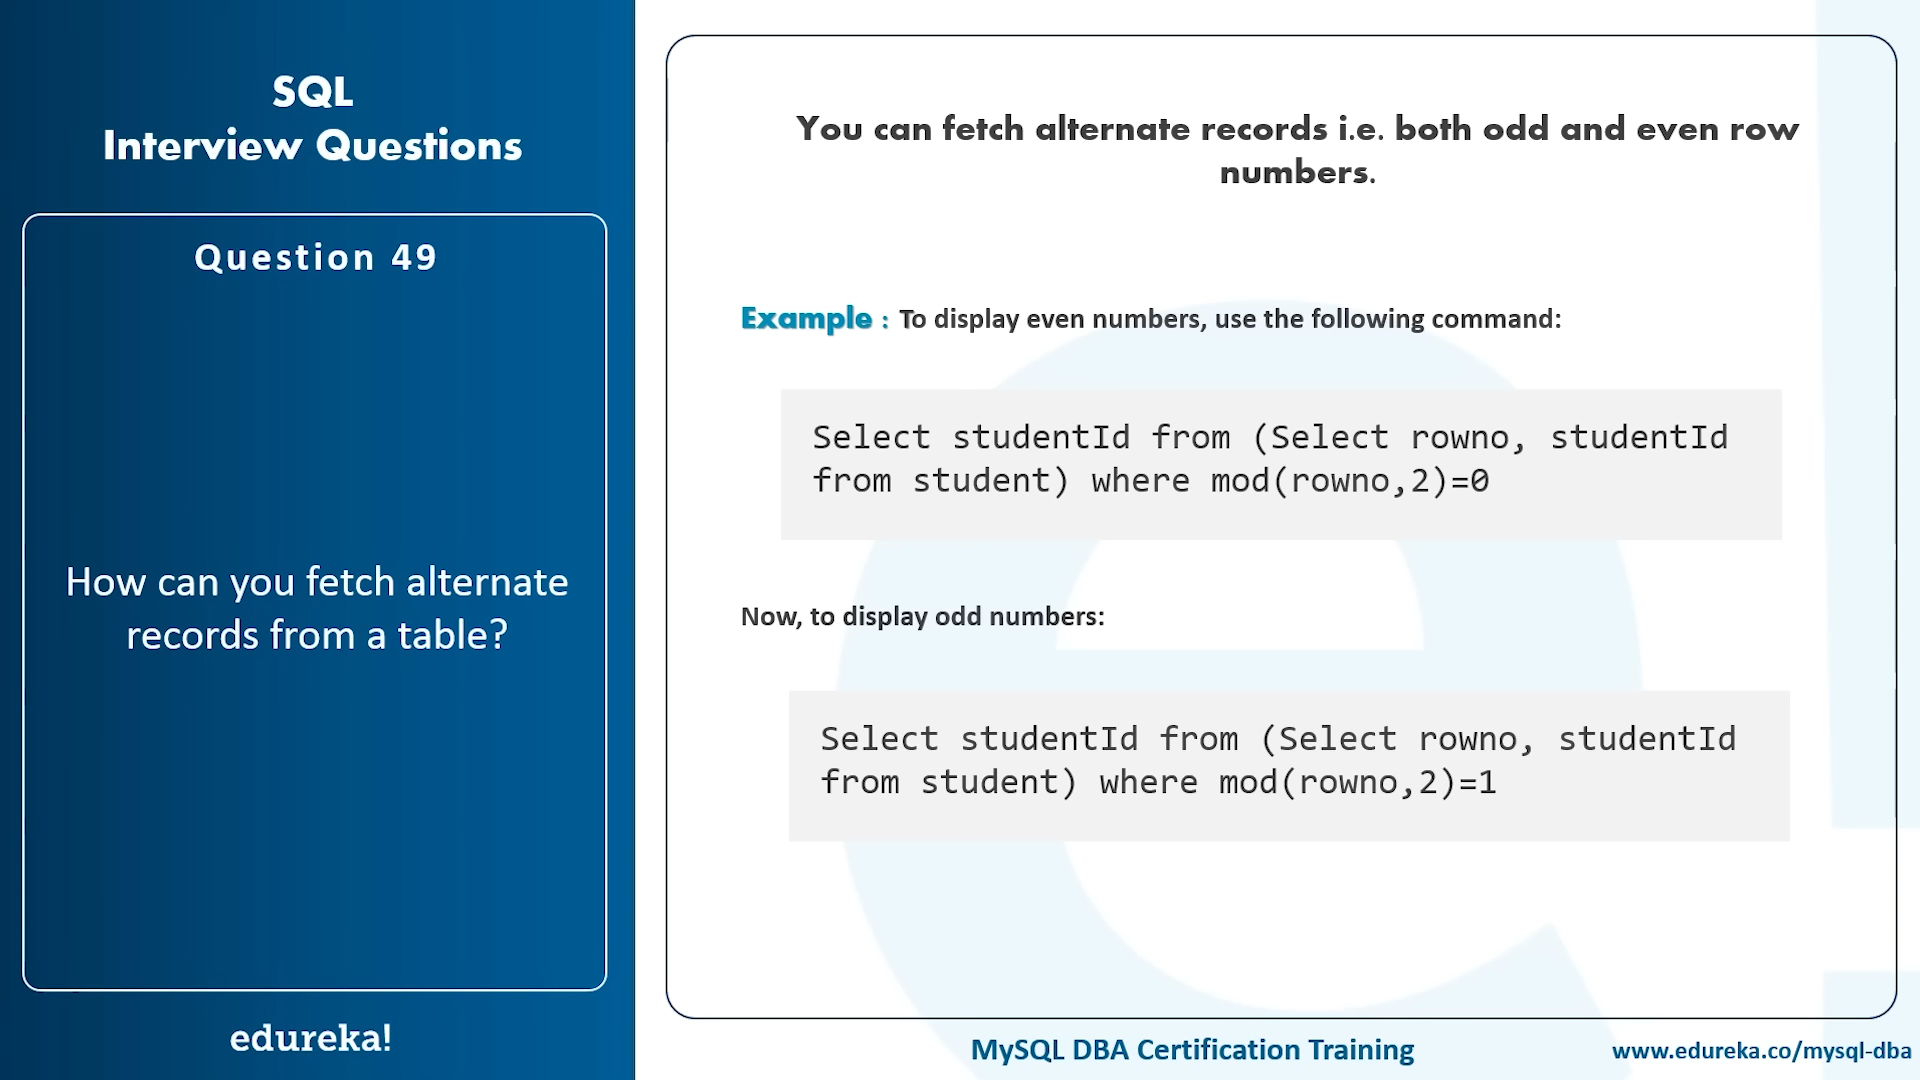 SQL
Interview Questions
Question 49
How can you fetch alternate
records from a table?
edureka!
You can fetch alternate records i.e. both odd and even row
numbers.
Example : To display even numbers, use the following command:
Select studentId from (Select rowno, studentId
from student) where mod(rowno,2)=0
Now, to display odd numbers:
Select studentId from (Select rowno, studentId
from student) where mod(rowno,2)=1
MySQL DBA Certification Training
www.edureka.co/mysql-dba